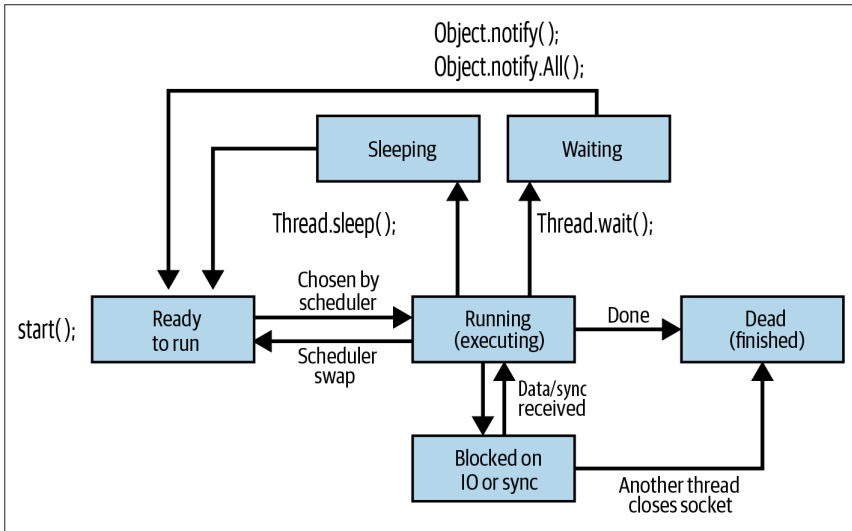 Object.notify();
Object.notify.All();
Sleeping
Waiting
Thread.sleep();
Thread.wait();
start();
Ready
to run
Chosen by
scheduler
Scheduler
swap
Running
(executing)
Done
Dead
(finished)
Data/sync
received
Blocked on
IO or sync
Another thread
closes socket